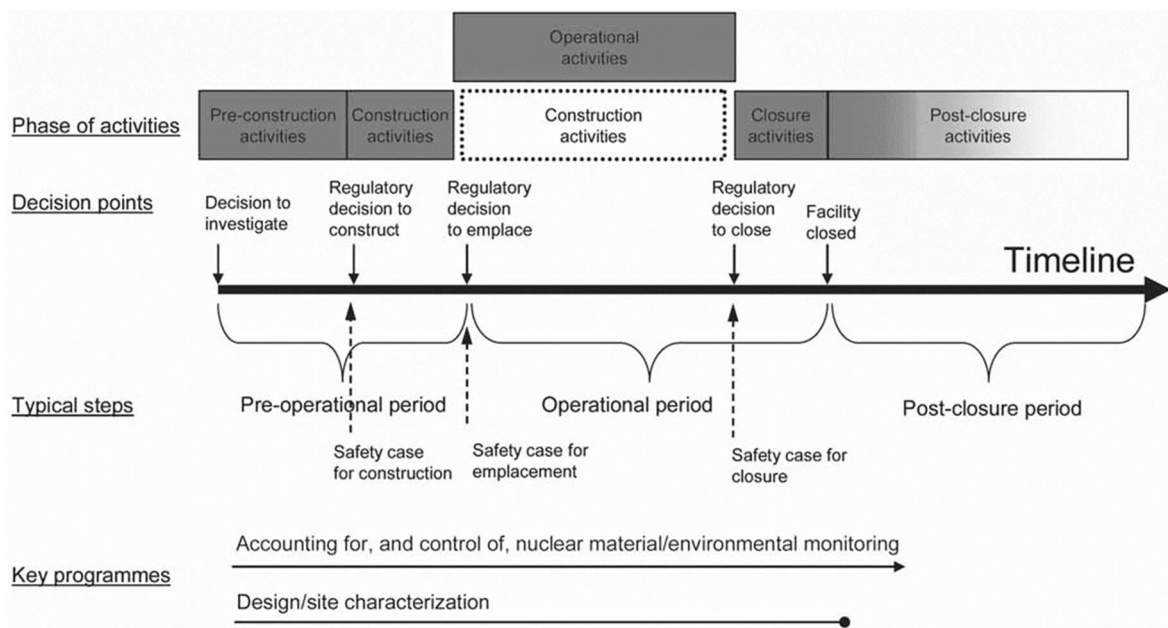 Operational
activities
Phase of activities
Pre-construction
activities
Construction
activities
Construction
activities
Closure
activities
Post-closure
activities
Decision points
Decision to
investigate
Regulatory
decision to
construct
Regulatory
decision
to emplace
Regulatory
decision
to close
Facility
closed
Timeline
Typical steps
Pre-operational period
Operational period
Post-closure period
Safety case
for construction
Safety case for
emplacement
Safety case for
closure
Key programmes
Accounting for, and control of, nuclear material/environmental monitoring
Design/site characterization